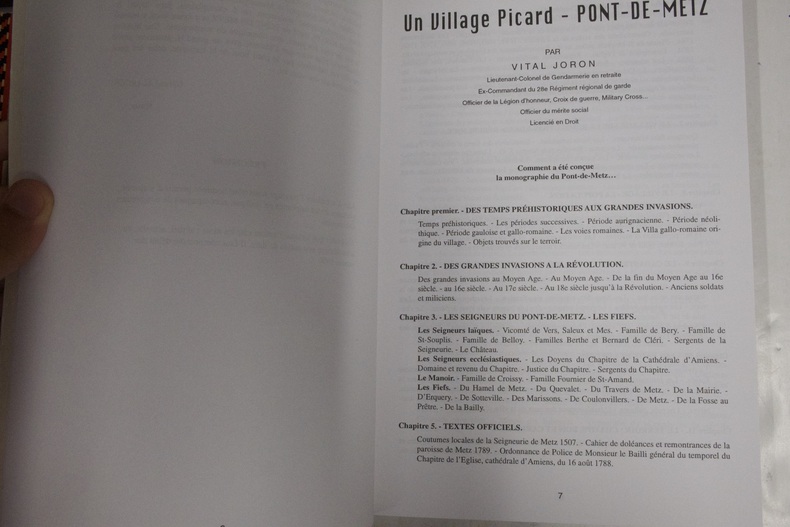 Un Village Picard - PONT-DE-METZ
PAR
VITAL JORON
Lieutenant-Colonel de Gendarmerie en retraite
Ex-Commandant du 28e Régiment régional de garde
Officier de la Légion d'honneur, Croix de guerre, Military Cross...
Officier du mérite social
Licencié en Droit
Comment a été conçue
la monographie du Pont-de-Metz...
Chapitre premier. - DES TEMPS PRÉHISTORIQUES AUX GRANDES INVASIONS.
Temps préhistoriques. - Les périodes successives. - Période aurignacienne. - Période néoli-
thique. - Période gauloise et gallo-romaine. - Les voies romaines. - La Villa gallo-romaine ori-
gine du village. - Objets trouvés sur le terroir.
Chapitre 2. - DES GRANDES INVASIONS A LA RÉVOLUTION.
Des grandes invasions au Moyen Age. - Au Moyen Age. - De la fin du Moyen Age au 16e
siècle. - au 16e siècle. - Au 17e siècle. - Au 18e siècle jusqu'à la Révolution. - Anciens soldats
et miliciens.
Chapitre 3. - LES SEIGNEURS DU PONT-DE-METZ. - LES FIEFS.
Les Seigneurs laïques. - Vicomté de Vers, Saleux et Mes. - Famille de Bery. - Famille de
St-Souplis. - Famille de Belloy. - Familles Berthe et Bernard de Cléri. - Sergents de la
Seigneurie. - Le Château.
Les Seigneurs ecclésiastiques. - Les Doyens du Chapitre de la Cathédrale d'Amiens. -
Domaine et revenu du Chapitre. - Justice du Chapitre. - Sergents du Chapitre.
Le Manoir. - Famille de Croissy. - Famille Fournier de St-Amand.
Les Fiefs. - Du Hamel de Metz. - Du Quevalet. - Du Travers de Metz. - De la Mairie. -
D'Enquery. - De Soneville. - Des Marissons. - De Coulonvillers. - De Metz. - De la Fosse au
Prêtre. - De la Bailly.
Chapitre 5. - TEXTES OFFICIELS.
Coutumes locales de la Seigneurie de Metz 1507. - Cahier de doléances et remontrances de la
paroisse de Metz 1789. - Ordonnance de Police de Monsieur le Bailli général du temporel du
Chapitre de l'Église, cathédrale d'Amiens, du 16 août 1788.
7